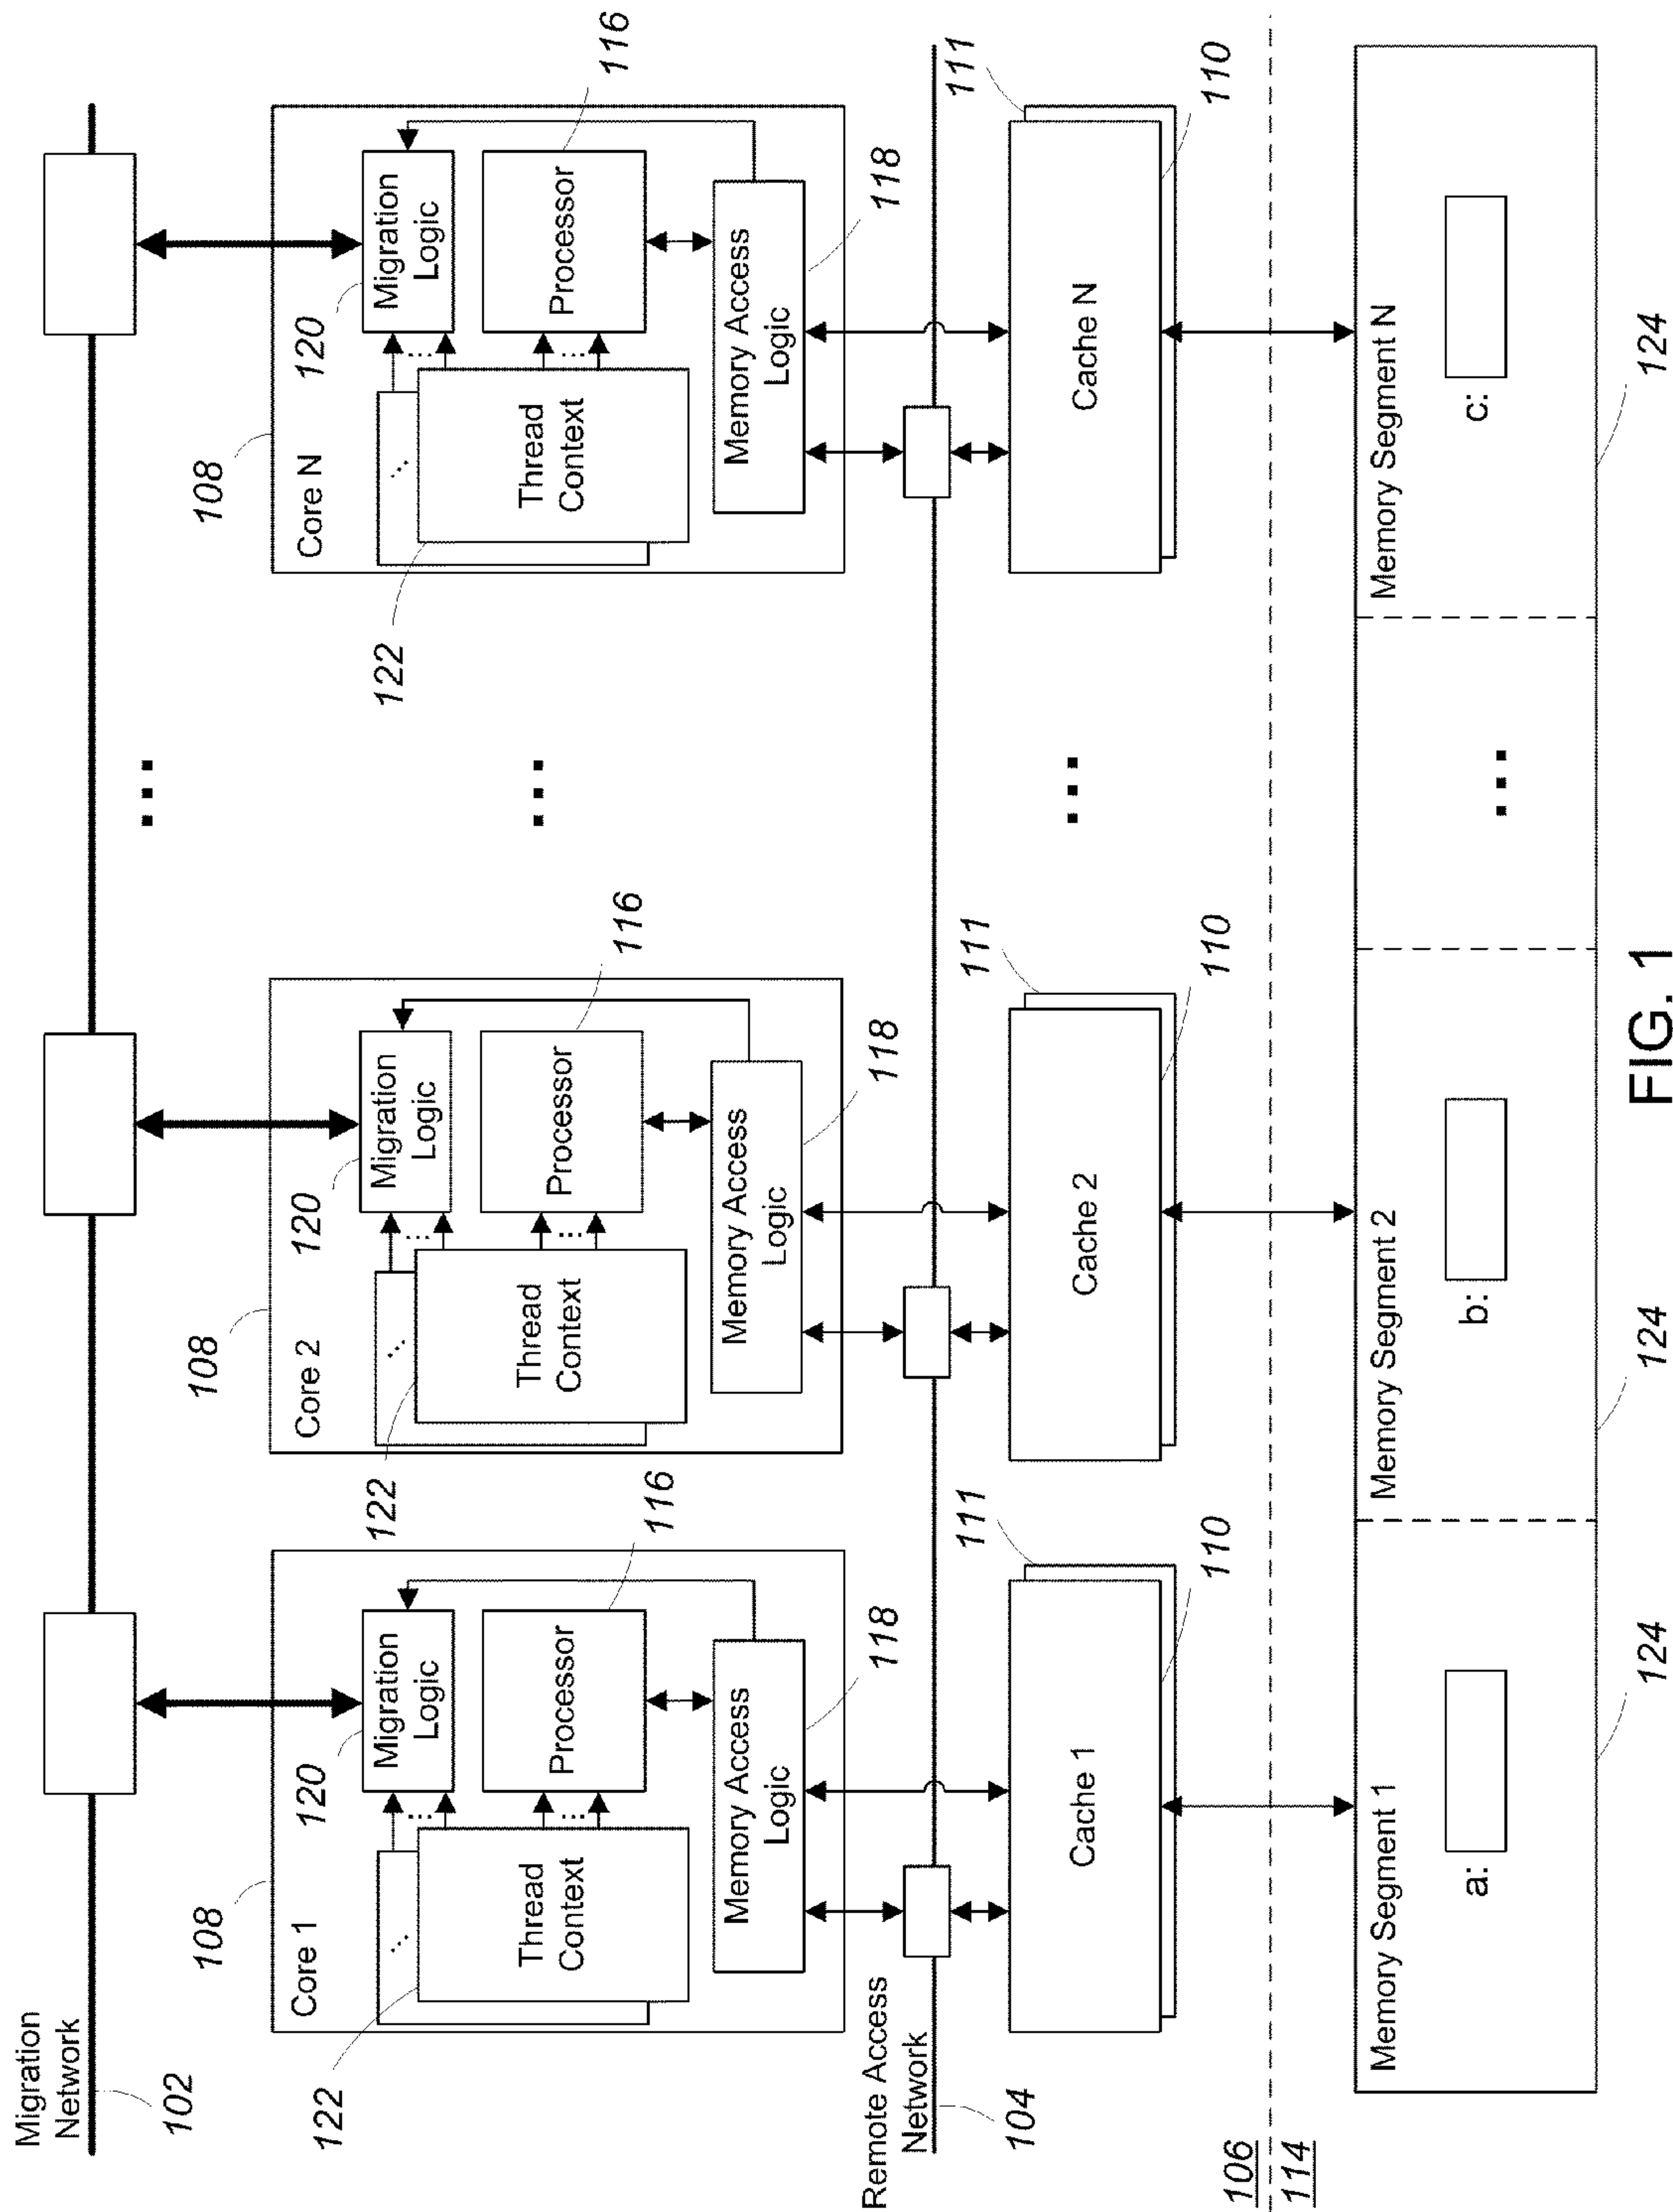 Migration
Network
102
108
Core 1
122
...
Thread
Context
...
...
120
Migration
Logic
Processor
116
Memory Access
Logic
118
108
Core 2
122
...
Thread
Context
...
...
120
Migration
Logic
Processor
116
Memory Access
Logic
118
...
...
108
Core N
122
...
Thread
Context
...
...
120
Migration
Logic
Processor
116
Memory Access
Logic
118
Remote Access
Network
104
Cache 1
111
110
Cache 2
111
110
...
Cache N
111
110
106
114
Memory Segment 1
a:
124
Memory Segment 2
b:
124
...
Memory Segment N
c:
124
FIG. 1